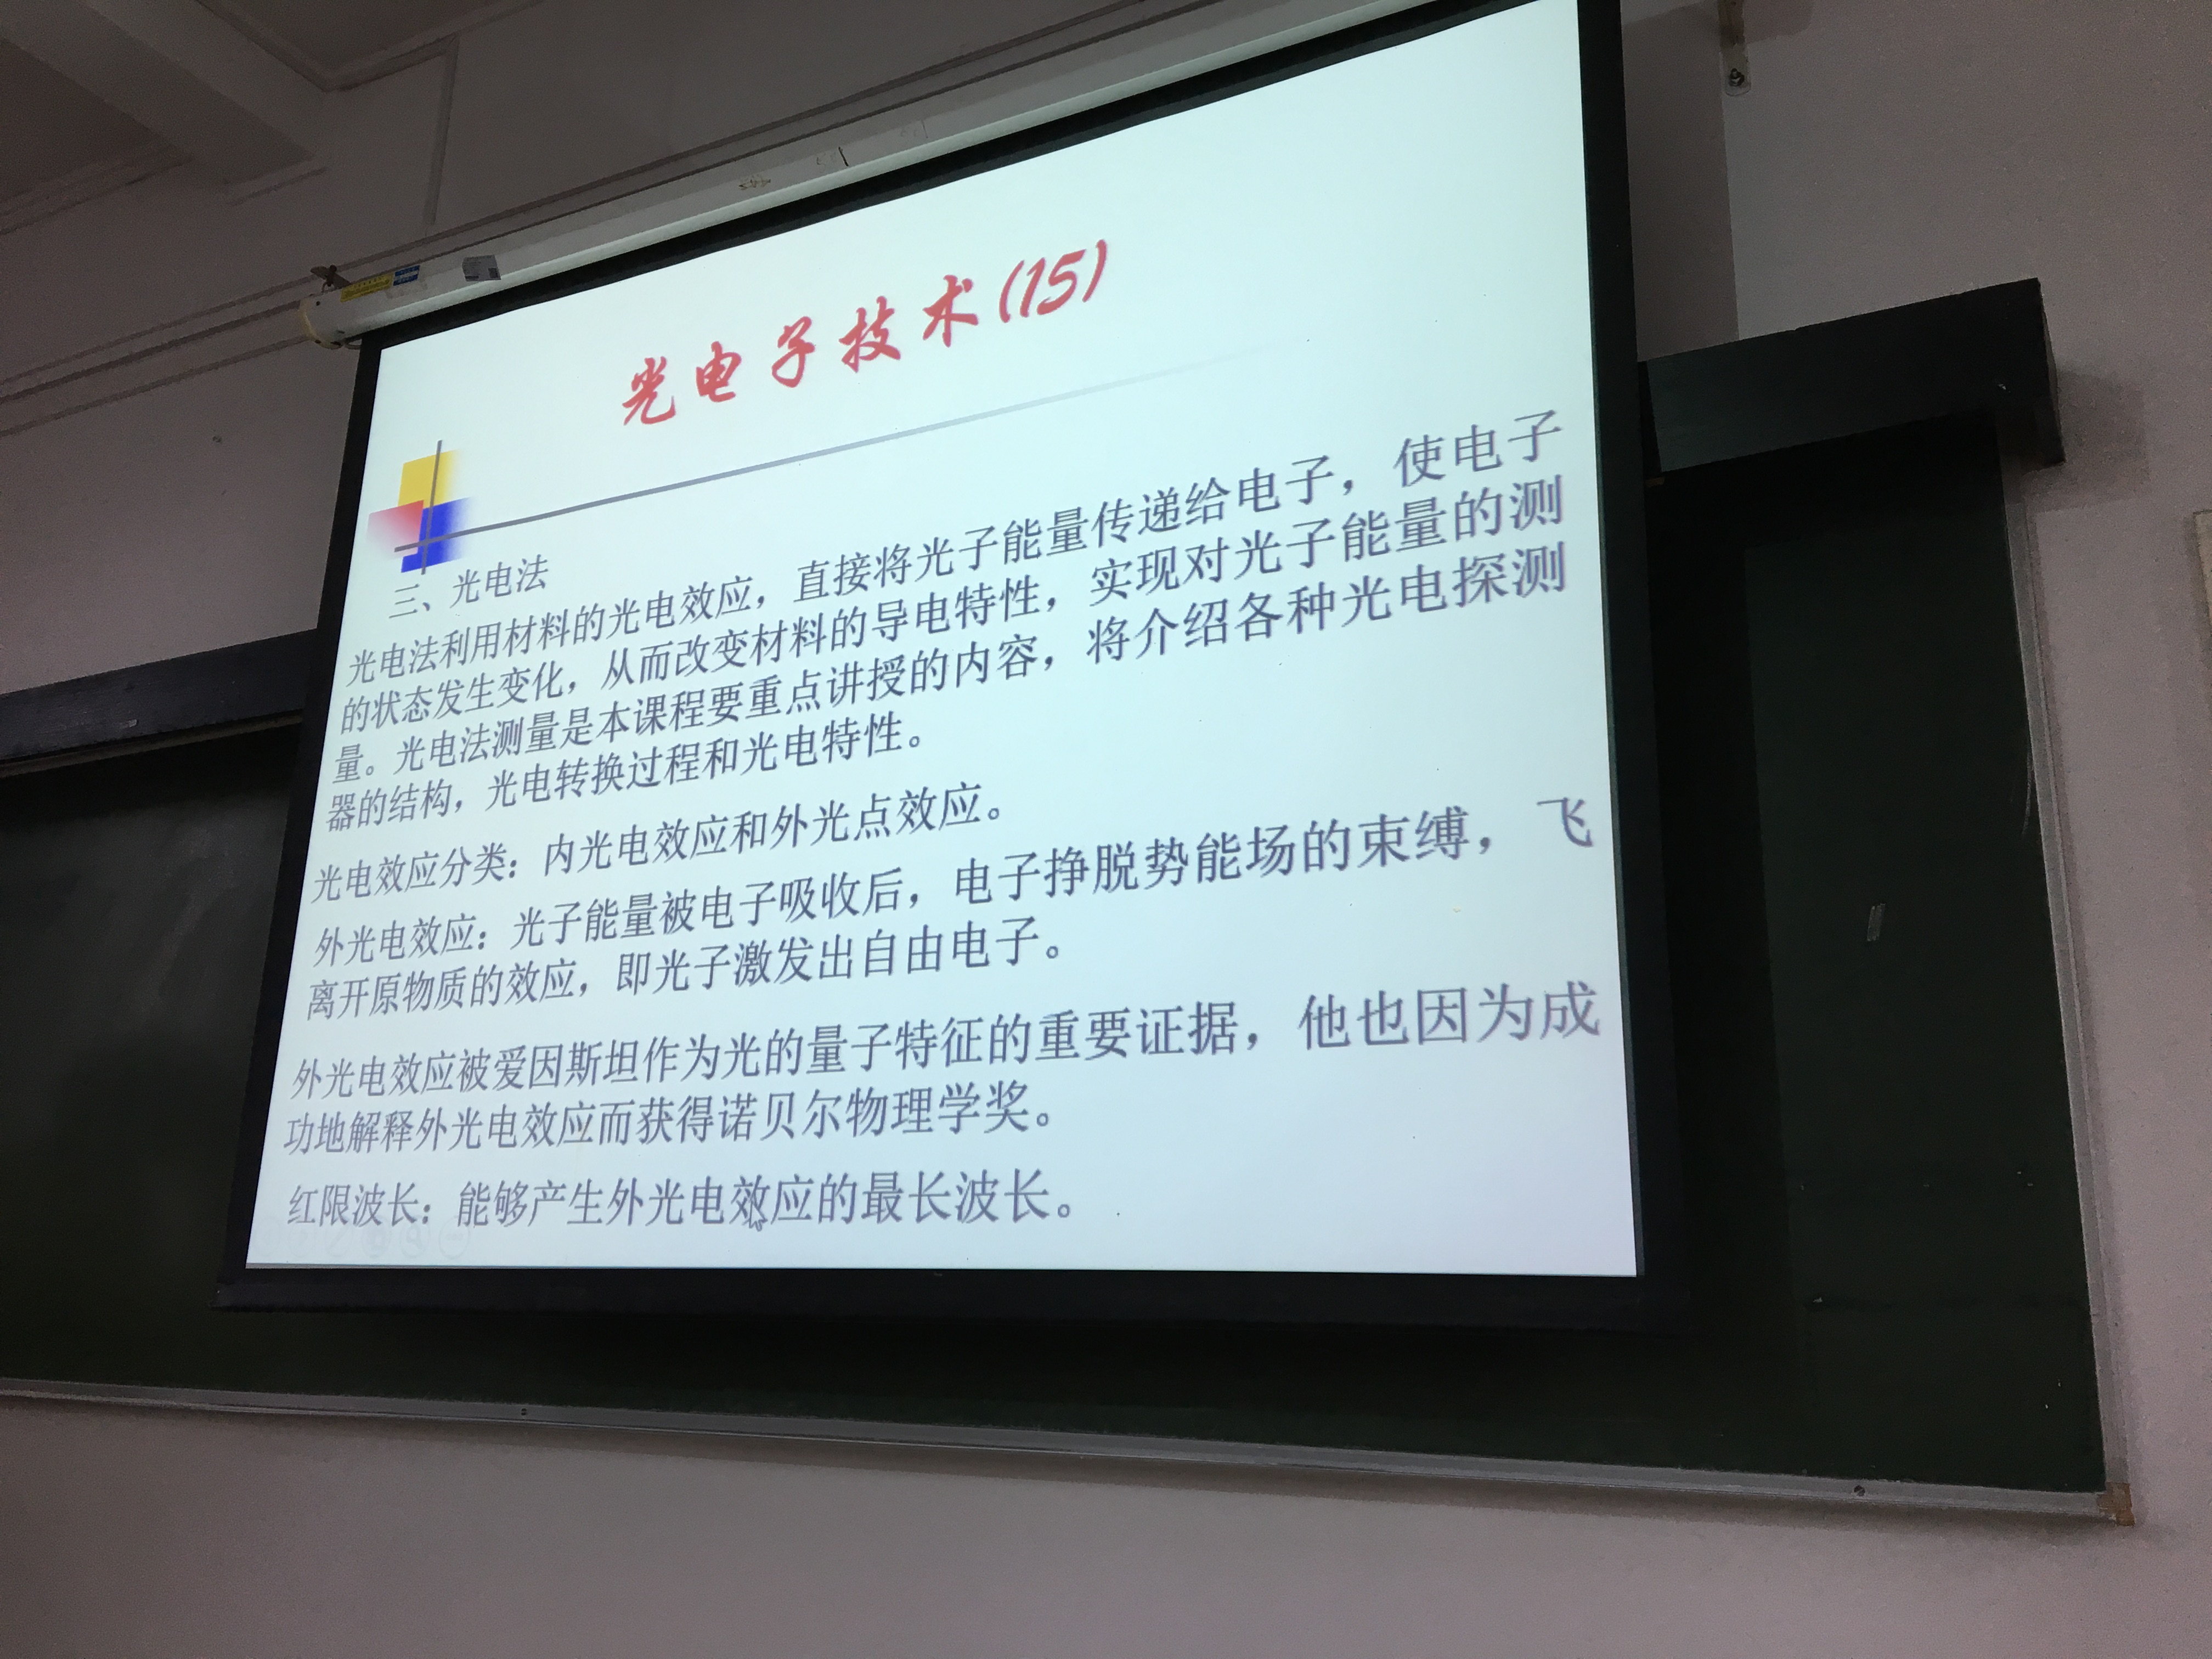 光电子技术(15)
三、光电法
光电法利用材料的光电效应，直接将光子能量传递给电子，使电子
的状态发生变化，从而改变材料的导电特性，实现对光子能量的测
量。光电法测量是本课程要重点讲授的内容，将介绍各种光电探测
器的结构，光电转换过程和光电特性。
光电效应分类：内光电效应和外光点效应。
外光电效应：光子能量被电子吸收后，电子挣脱势能场的束缚，飞
离开原物质的效应，即光子激发出自由电子。
外光电效应被爱因斯坦作为光的量子特征的重要证据，他也因为成
功地解释外光电效应而获得诺贝尔物理学奖。
红限波长：能够产生外光电效应的最长波长。